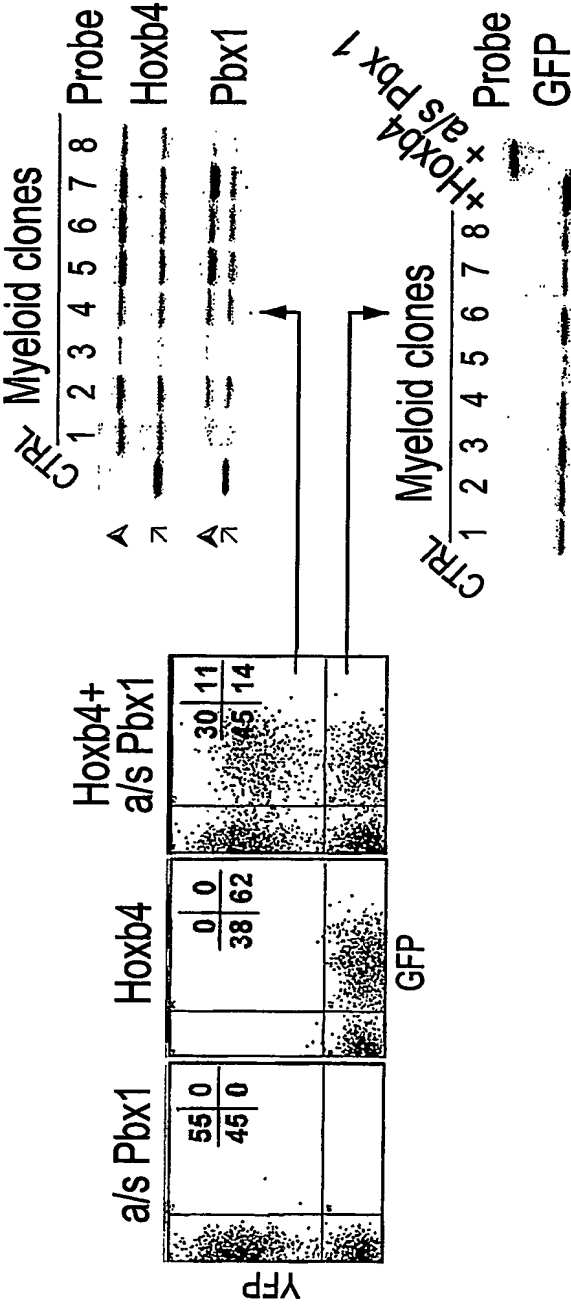 a/s Pbx1
55 0
45 0
YFP
Hoxb4
0 0
38 62
GFP
Hoxb4+
a/s Pbx1
30 11
45 14
Myeloid clones
CTRL 1 2 3 4 5 6 7 8 Probe
Hoxb4
Pbx1
Myeloid clones
CTRL 1 2 3 4 5 6 7 8 +Hoxb4
+ a/s Pbx 1
Probe
GFP